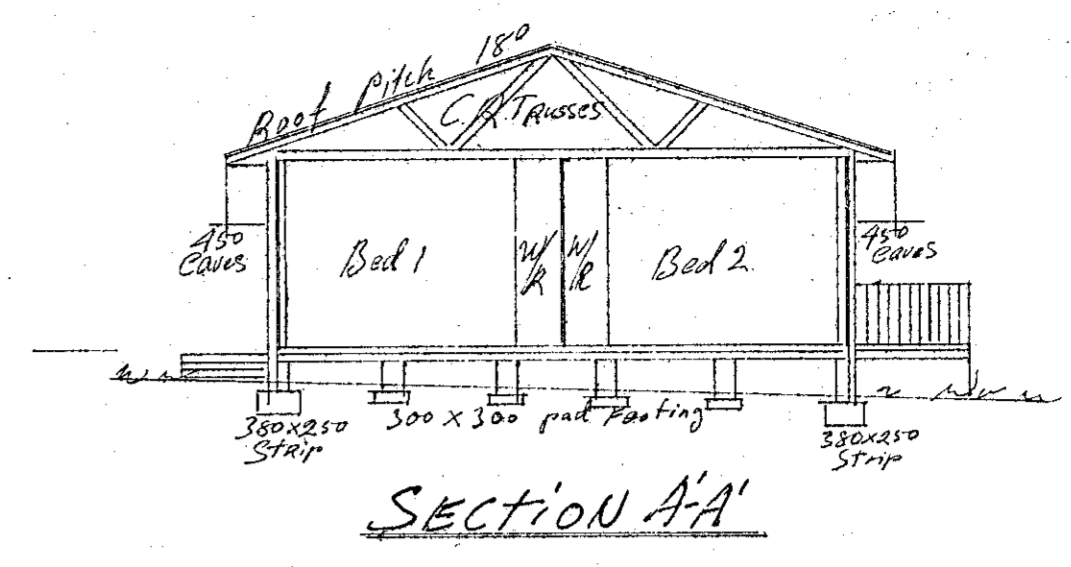 Roof Pitch 18°
C.R. Trusses
450
Eaves
Bed 1
W/R
W/R
Bed 2
450
Eaves
380x250
Strip
300 x 300 pad Footing
380x250
Strip
SECTION A'-A'